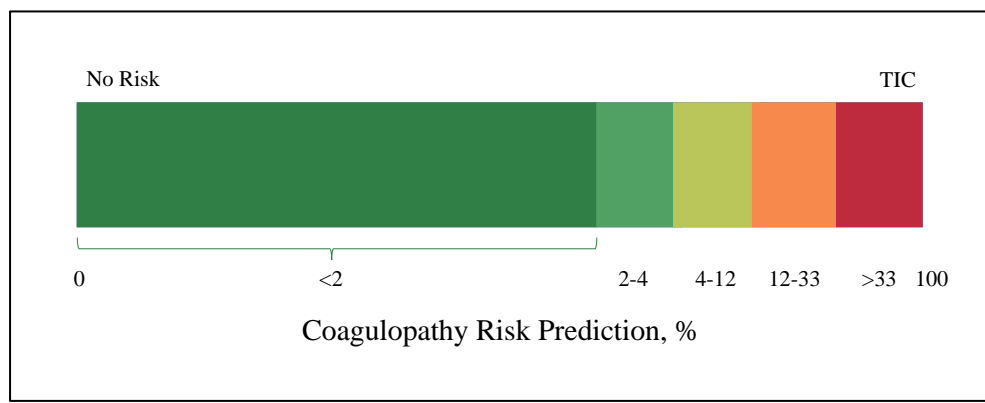 No Risk TIC
0 <2 2-4 4-12 12-33 >33 100
Coagulopathy Risk Prediction, %